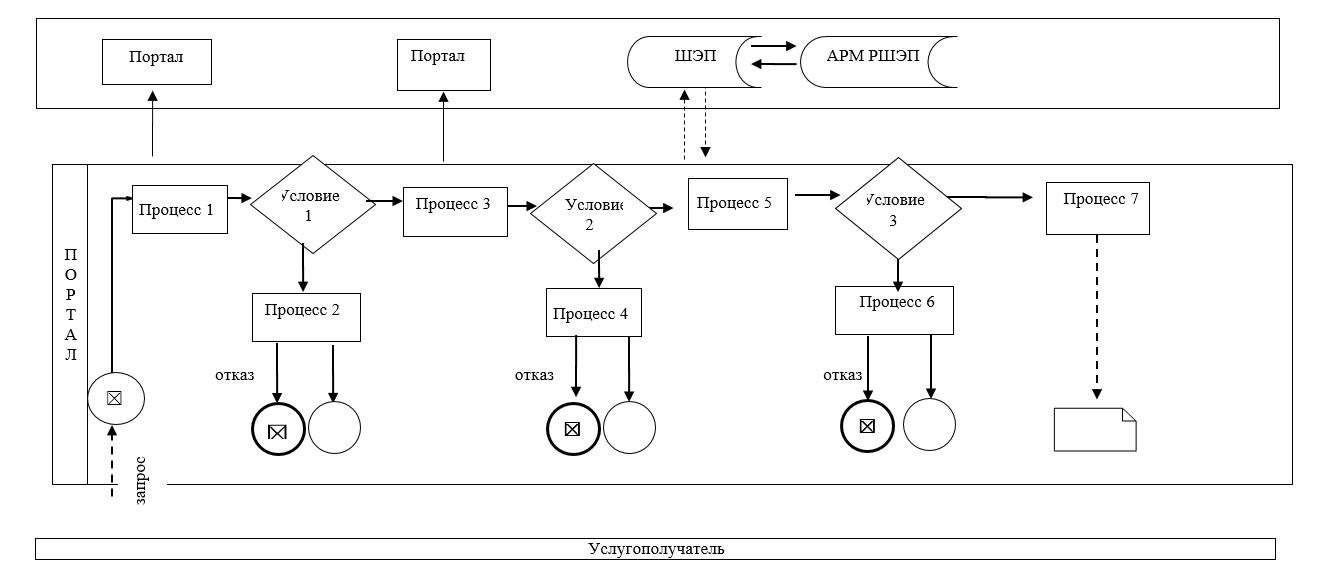 Портал
Портал
ШЭП
АРМ РШЭП
ПОРТАЛ
Процесс 1
Условие
1
Процесс 3
Условие
2
Процесс 5
Условие
3
Процесс 7
Процесс 2
Процесс 4
Процесс 6
отказ
отказ
отказ
запрос
Услугополучатель